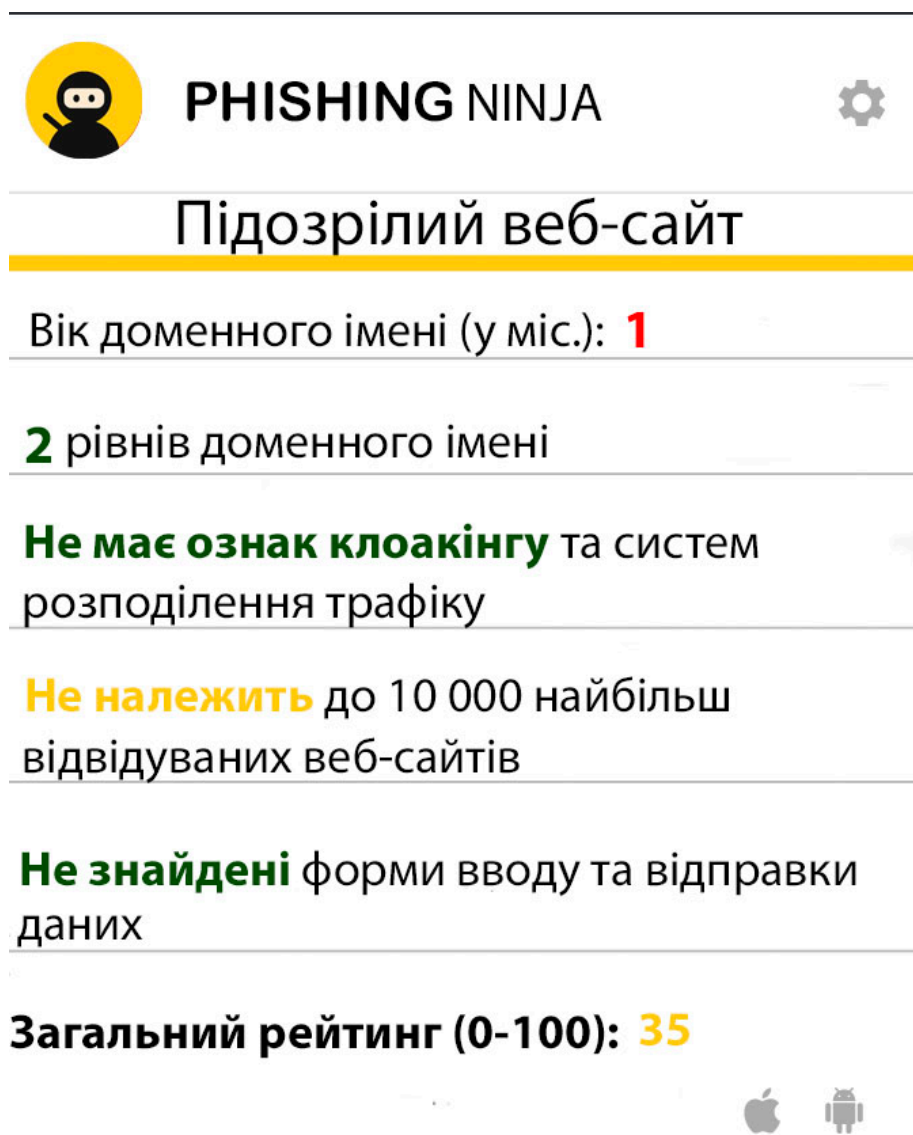 PHISHING NINJA
Підозрілий веб-сайт
Вік доменного імені (у міс.): 1
2 рівнів доменного імені
Не має ознак клоакінгу та систем
розподілення трафіку
Не належить до 10 000 найбільш
відвідуваних веб-сайтів
Не знайдені форми вводу та відправки
даних
Загальний рейтинг (0-100): 35